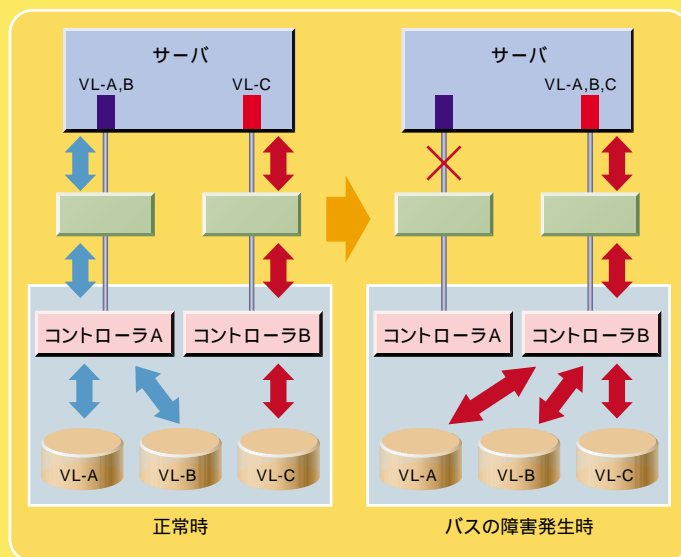 サーバ
VL-A,B
VL-C
コントローラA
コントローラB
VL-A
VL-B
VL-C
正常時
サーバ
VL-A,B,C
コントローラA
コントローラB
VL-A
VL-B
VL-C
パスの障害発生時